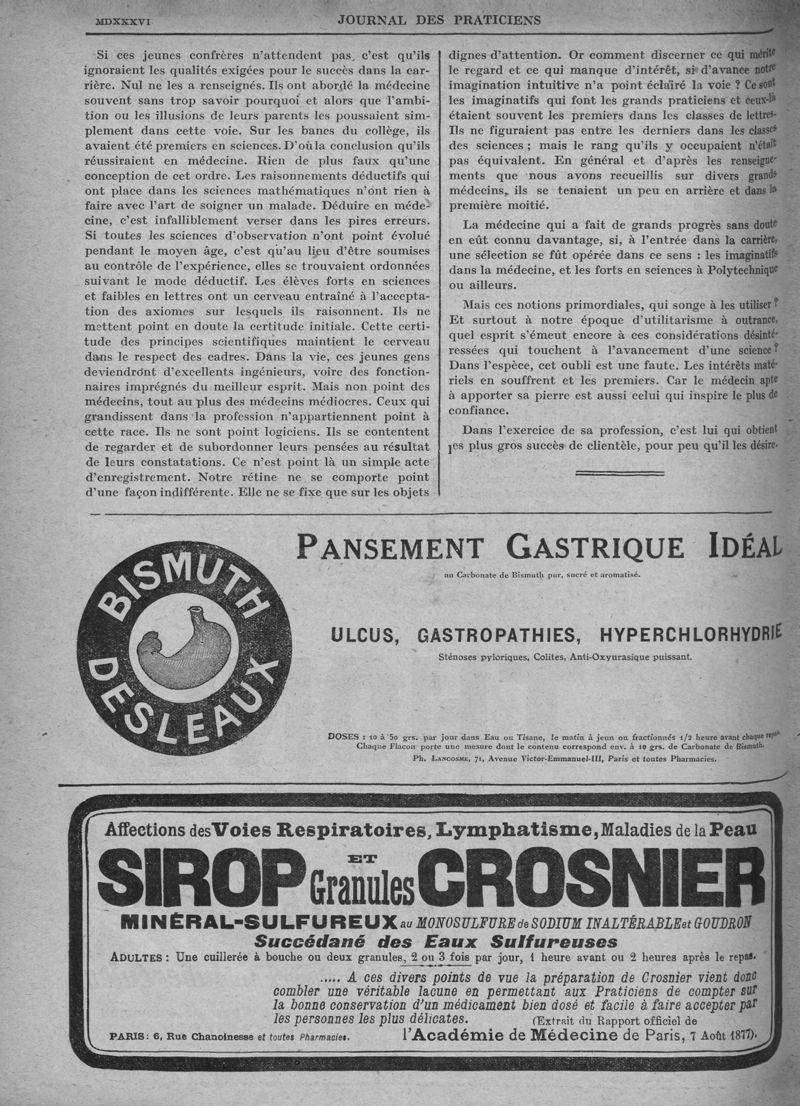 MDXXXVI
JOURNAL DES PRATICIENS
Si ces jeunes confrères n'attendent pas, c'est qu'ils
ignoraient les qualités exigées pour le succès dans la car-
rière. Nul ne les a renseignés. Ils ont abordé la médecine
souvent sans trop savoir pourquoi et alors que l'ambi-
tion ou les illusions de leurs parents les poussaient sim-
plement dans cette voie. Sur les bancs du collège, ils
avaient été premiers en sciences. D'où la conclusion qu'ils
réussiraient en médecine. Rien de plus faux qu'une
conception de cet ordre. Les raisonnements déductifs qui
ont place dans les sciences mathématiques n'ont rien à
faire avec l'art de soigner un malade. Déduire en méde-
cine, c'est infailliblement verser dans les pires erreurs.
Si toutes les sciences d'observation n'ont point évolué
pendant le moyen âge, c'est qu'au lieu d'être soumises
au contrôle de l'expérience, elles se trouvaient ordonnées
suivant le mode déductif. Les élèves forts en sciences
et faibles en lettres ont un cerveau entraîné à l'accepta-
tion des axiomes sur lesquels ils raisonnent. Ils ne
mettent point en doute la certitude initiale. Cette certi-
tude des principes scientifiques maintient le cerveau
dans le respect des cadres. Dans la vie, ces jeunes gens
deviendront d'excellents ingénieurs, voire des fonction-
naires imprégnés du meilleur esprit. Mais non point des
médecins, tout au plus des médecins médiocres. Ceux qui
grandissent dans la profession n'appartiennent point à
cette race. Ils ne sont point logiciens. Ils se contentent
de regarder et de subordonner leurs pensées au résultat
de leurs constatations. Ce n'est point là un simple acte
d'enregistrement. Notre rétine ne se comporte point
d'une façon indifférente. Elle ne se fixe que sur les objets
dignes d'attention. Or comment discerner ce qui mérite
le regard et ce qui manque d'intérêt, si d'avance notre
imagination intuitive n'a point éclairé la voie ? Ce sont
les imaginatifs qui font les grands praticiens et ceux-là
étaient souvent les premiers dans les classes de lettres.
Ils ne figuraient pas entre les derniers dans les classes
des sciences ; mais le rang qu'ils y occupaient n'était
pas équivalent. En général et d'après les renseigne-
ments que nous avons recueillis sur divers grands
médecins, ils se tenaient un peu en arrière et dans la
première moitié.
La médecine qui a fait de grands progrès sans doute
en eût connu davantage, si, à l'entrée dans la carrière,
une sélection se fût opérée dans ce sens : les imaginatifs
dans la médecine, et les forts en sciences à Polytechnique
ou ailleurs.
Mais ces notions primordiales, qui songe à les utiliser ?
Et surtout à notre époque d'utilitarisme à outrance,
quel esprit s'émeut encore à ces considérations désinté-
ressées qui touchent à l'avancement d'une science ?
Dans l'espèce, cet oubli est une faute. Les intérêts maté-
riels en souffrent et les premiers. Car le médecin apte
à apporter sa pierre est aussi celui qui inspire le plus de
confiance.
Dans l'exercice de sa profession, c'est lui qui obtient
les plus gros succès de clientèle, pour peu qu'il les désire.
BISMUTH
DESLEAUX
PANSEMENT GASTRIQUE IDÉAL
au Carbonate de Bismuth pur, sucré et aromatisé.
ULCUS, GASTROPATHIES, HYPERCHLORHYDRIE
Sténoses pyloriques, Colites, Anti-Oxyurasique puissant.
DOSES : 10 à 50 grs. par jour dans Eau ou Tisane, le matin à jeun ou fractionnés 1/2 heure avant chaque repas.
Chaque Flacon porte une mesure dont le contenu correspond env. à 10 grs. de Carbonate de Bismuth.
Ph. LANCOSME, 71, Avenue Victor-Emmanuel-III, Paris et toutes Pharmacies.
Affections des Voies Respiratoires, Lymphatisme, Maladies de la Peau
SIROP ET Granules CROSNIER
MINÉRAL-SULFUREUX au MONOSULFURE de SODIUM INALTÉRABLE et GOUDRON
Succédané des Eaux Sulfureuses
ADULTES : Une cuillerée à bouche ou deux granules, 2 ou 3 fois par jour, 1 heure avant ou 2 heures après le repas.
..... A ces divers points de vue la préparation de Crosnier vient donc
combler une véritable lacune en permettant aux Praticiens de compter sur
la bonne conservation d'un médicament bien dosé et facile à faire accepter par
les personnes les plus délicates. (Extrait du Rapport officiel de
PARIS : 6, Rue Chanoinesse et toutes Pharmacies. l'Académie de Médecine de Paris, 7 Août 1877).